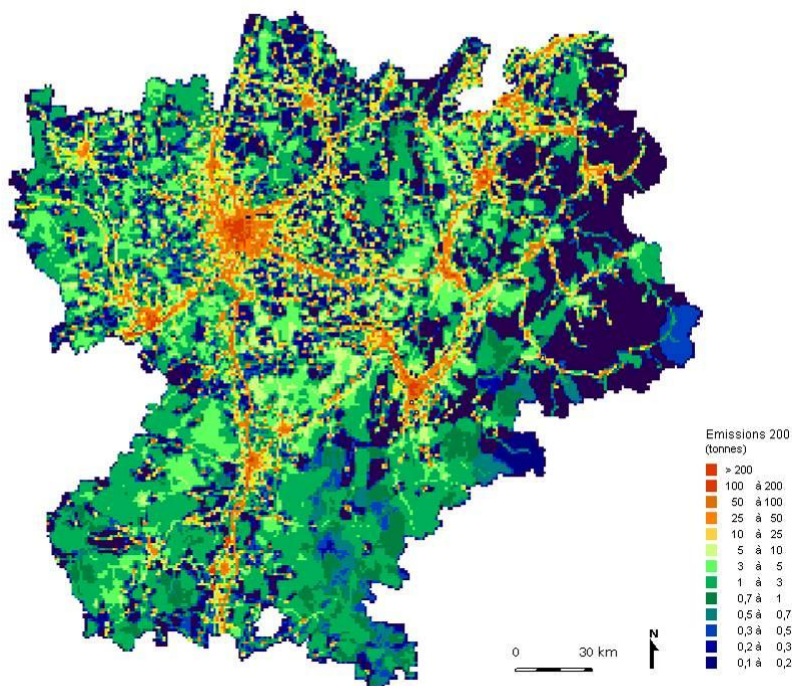 Emissions 200
(tonnes)
> 200
100 à 200
50 à 100
25 à 50
10 à 25
5 à 10
3 à 5
1 à 3
0,7 à 1
0,5 à 0,7
0,3 à 0,5
0,2 à 0,3
0,1 à 0,2
0 30 km
N